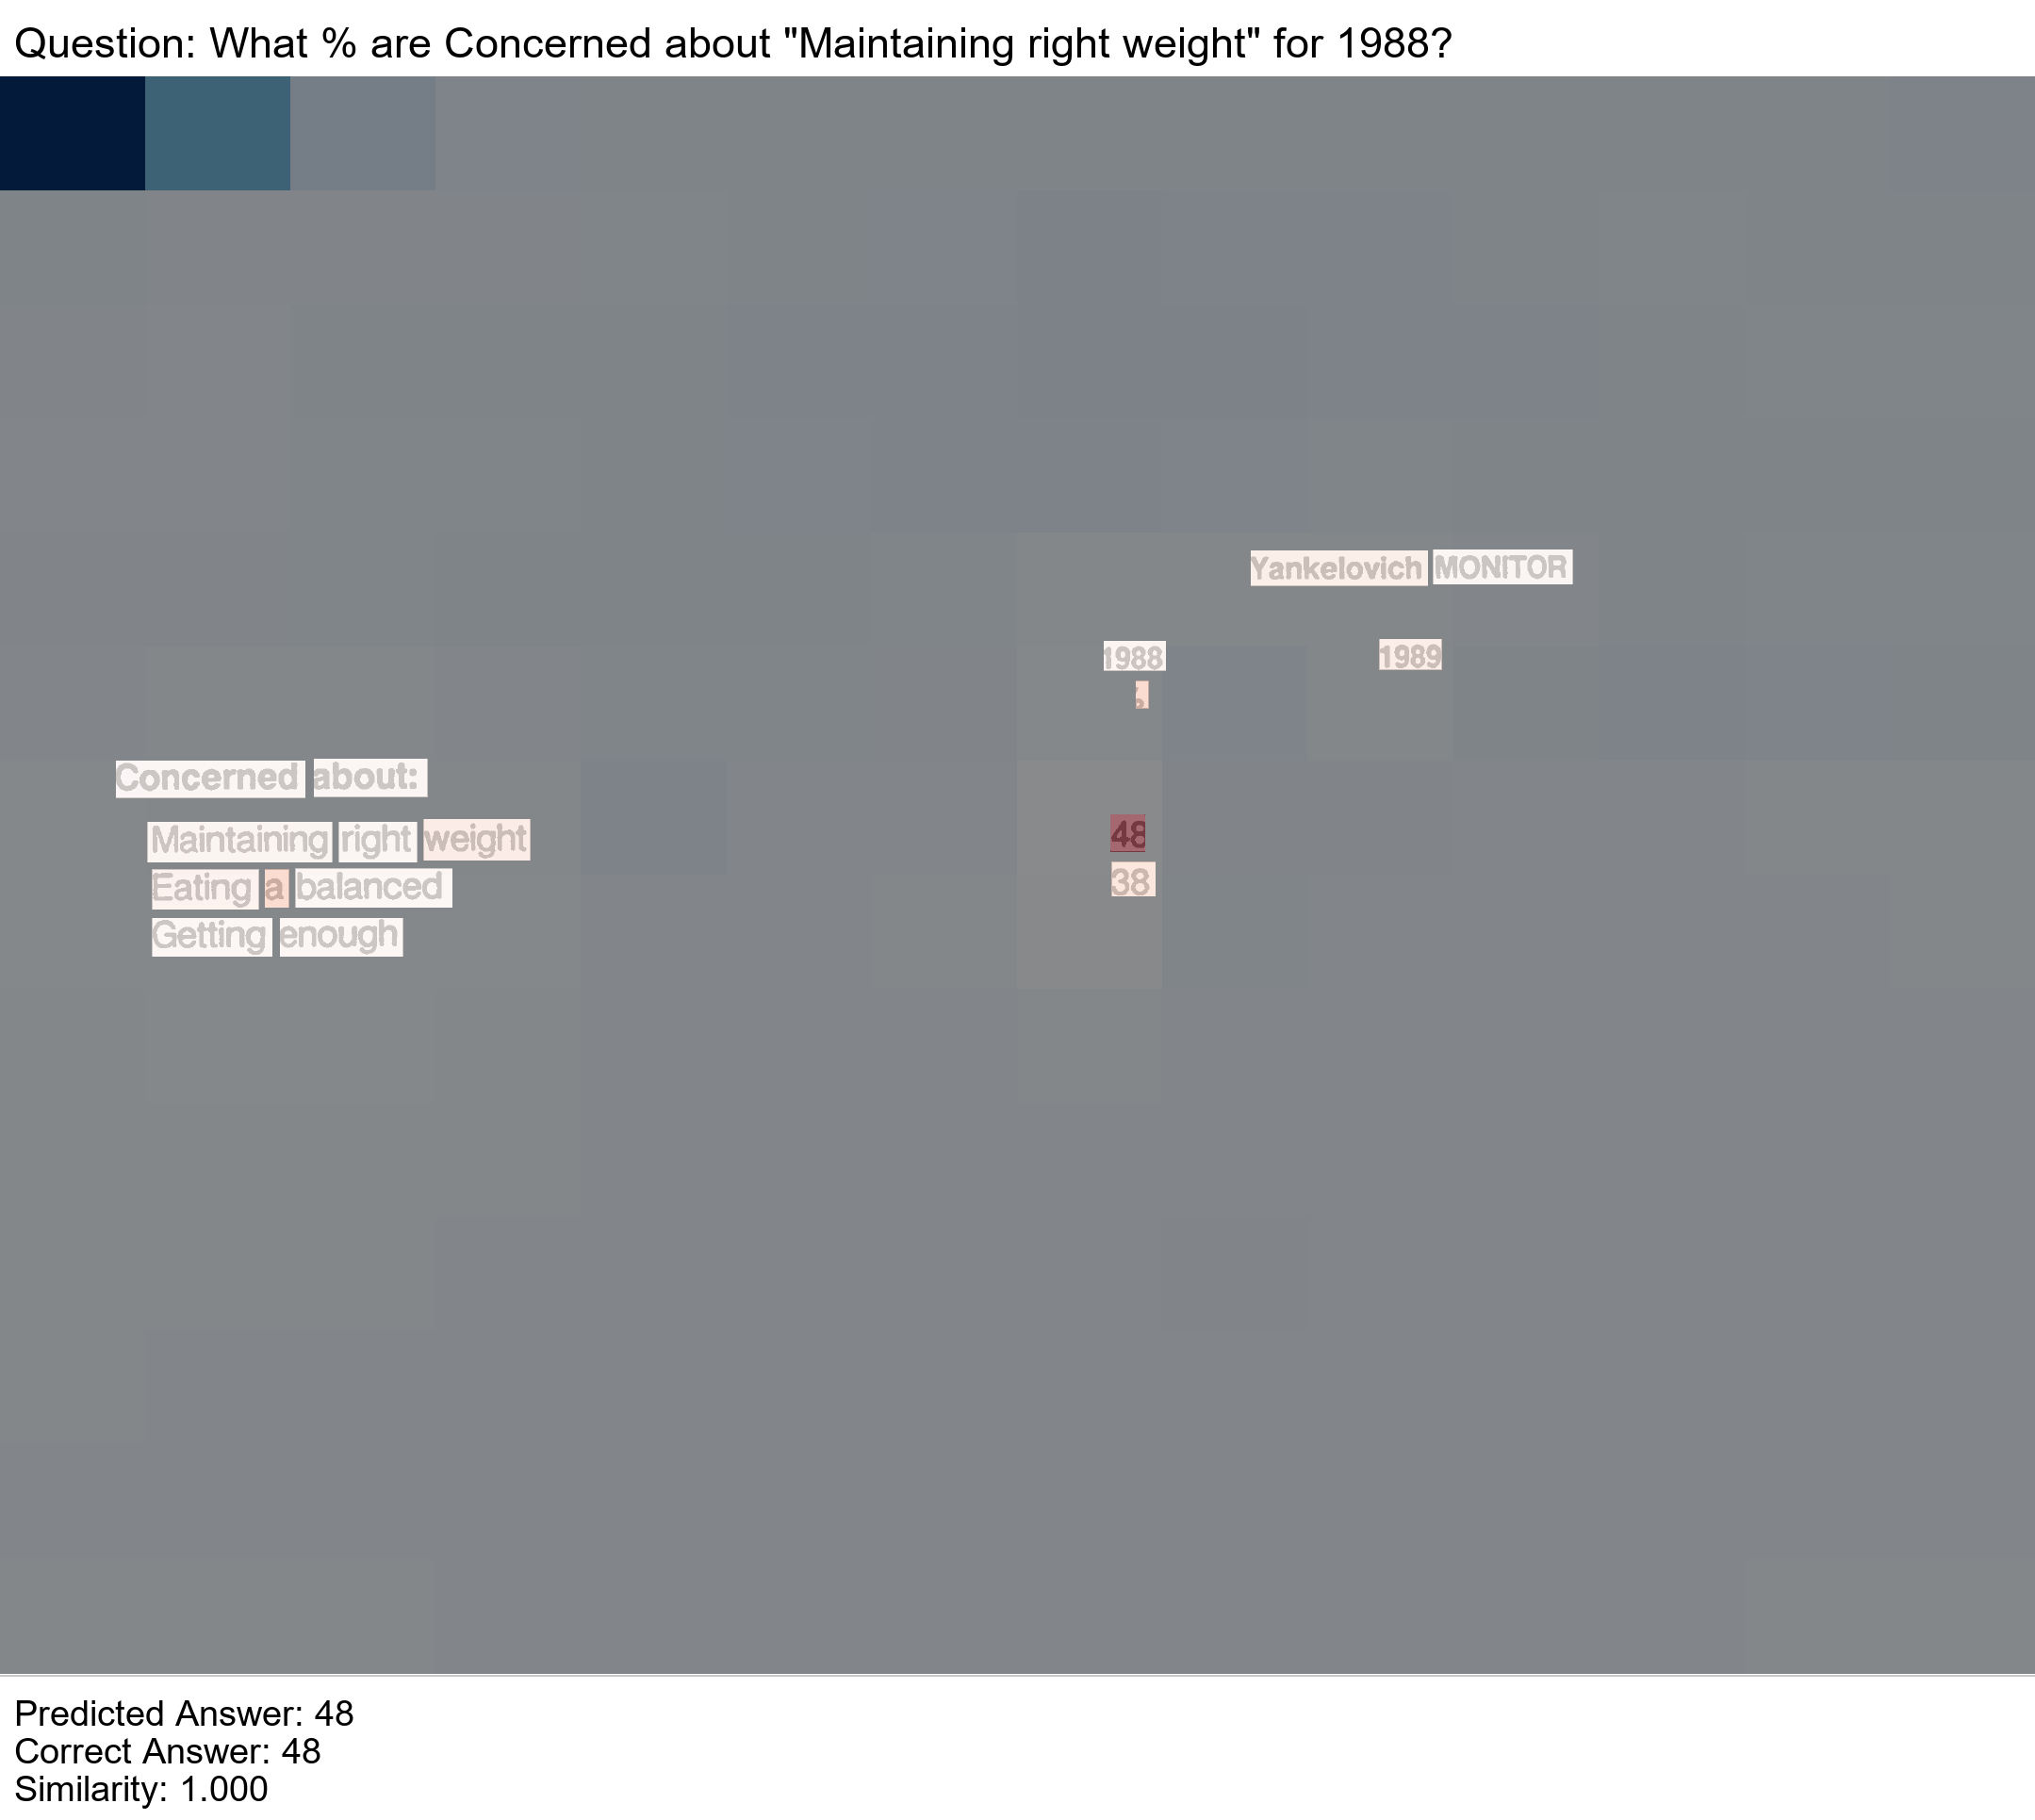 Question: What % are Concerned about "Maintaining right weight" for 1988?
Yankelovich MONITOR
1988 1989
Concerned about:
Maintaining right weight 48
Eating a balanced 38
Getting enough
Predicted Answer: 48
Correct Answer: 48
Similarity: 1.000